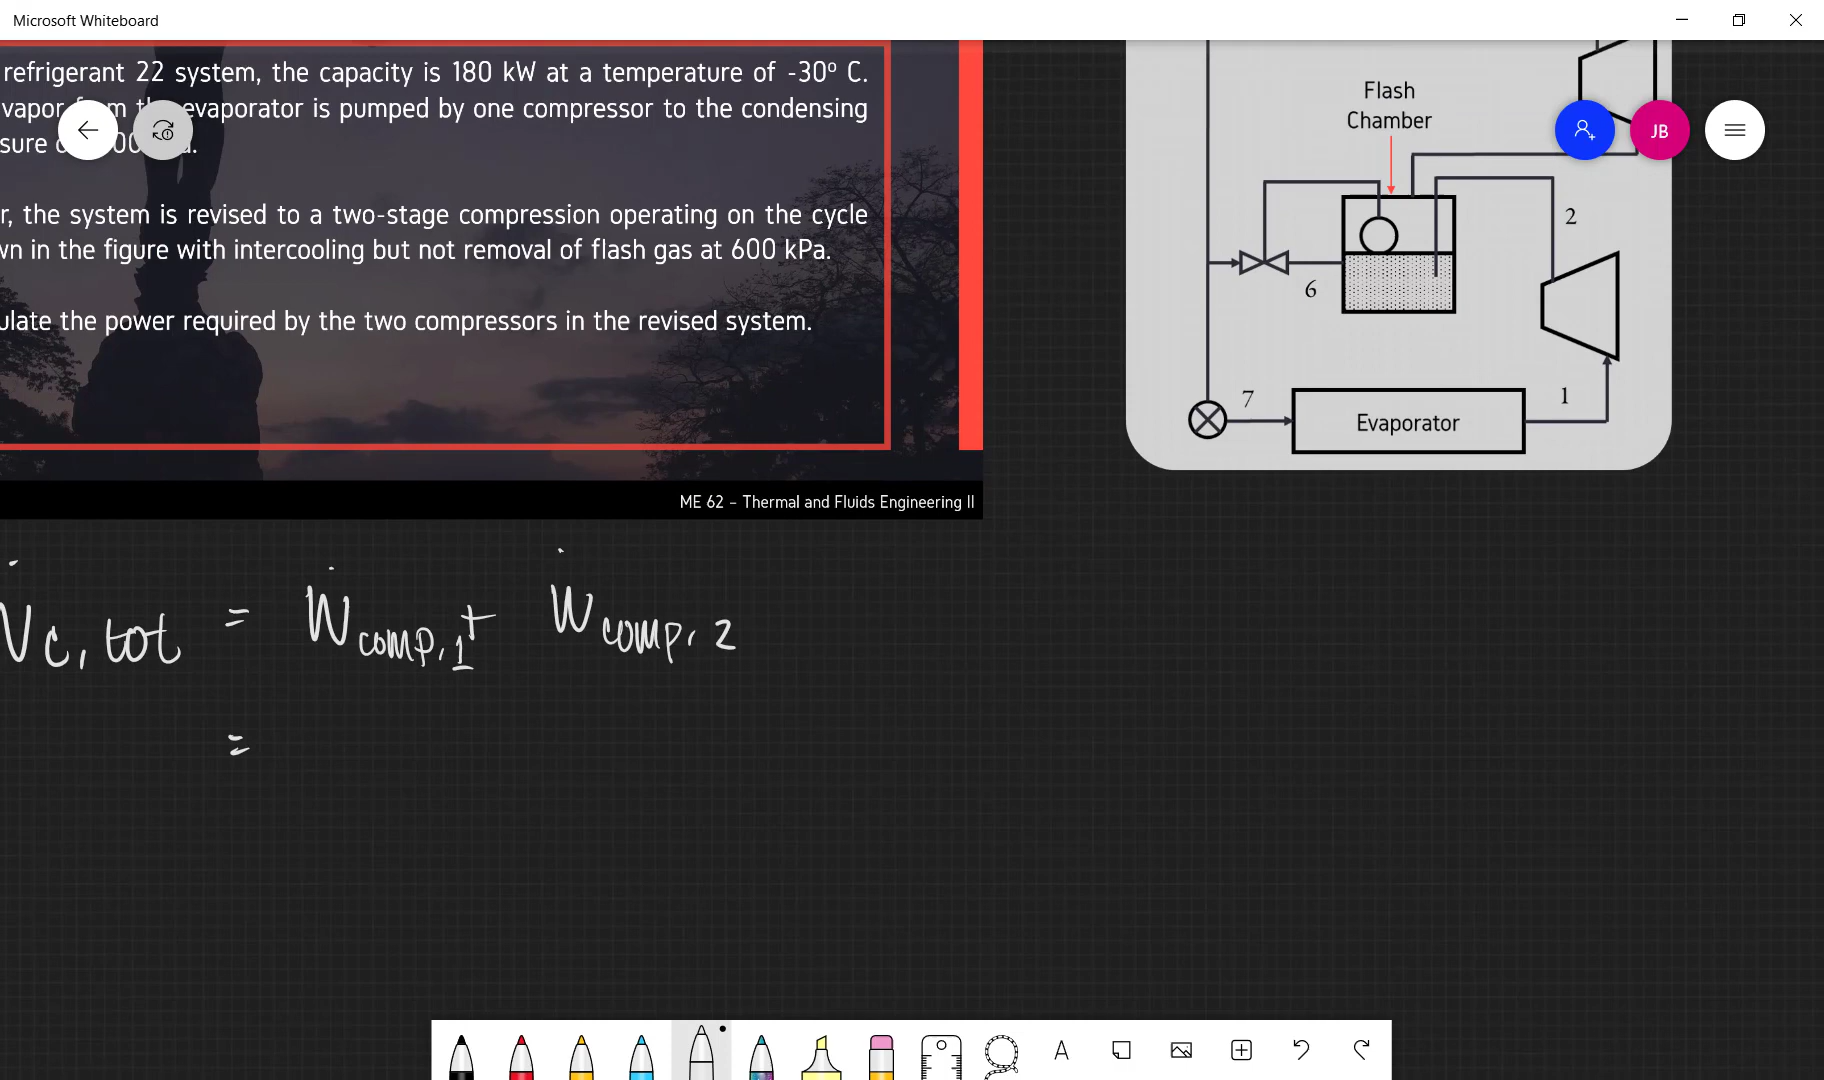 Microsoft Whiteboard
refrigerant 22 system, the capacity is 180 kW at a temperature of -30° C.
vapor evaporator is pumped by one compressor to the condensing
sure
r, the system is revised to a two-stage compression operating on the cycle
wn in the figure with intercooling but not removal of flash gas at 600 kPa.
ulate the power required by the two compressors in the revised system.
ME 62 – Thermal and Fluids Engineering II
Flash
Chamber
JB
2
6
7
1
Evaporator
Ẇc, tot = Ẇcomp,1 + Ẇcomp, 2
=
A